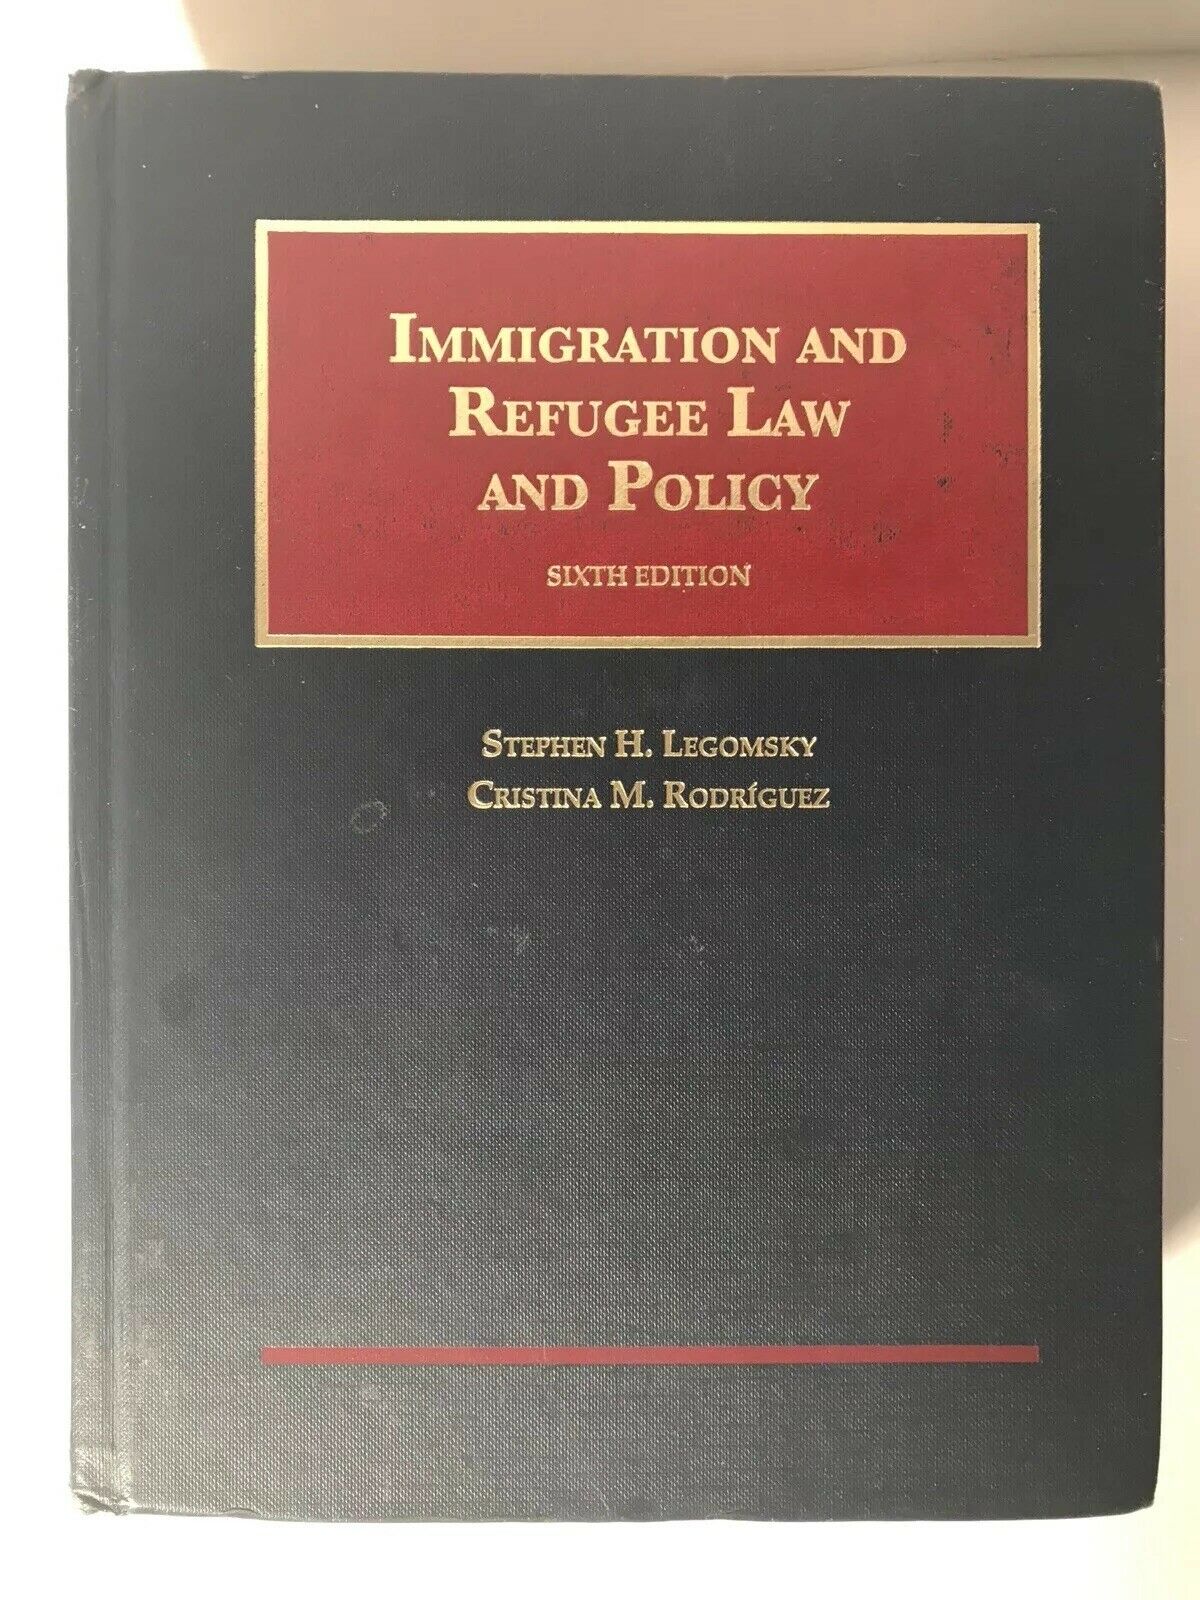 IMMIGRATION AND
REFUGEE LAW
AND POLICY
SIXTH EDITION
STEPHEN H. LEGOMSKY
CRISTINA M. RODRÍGUEZ